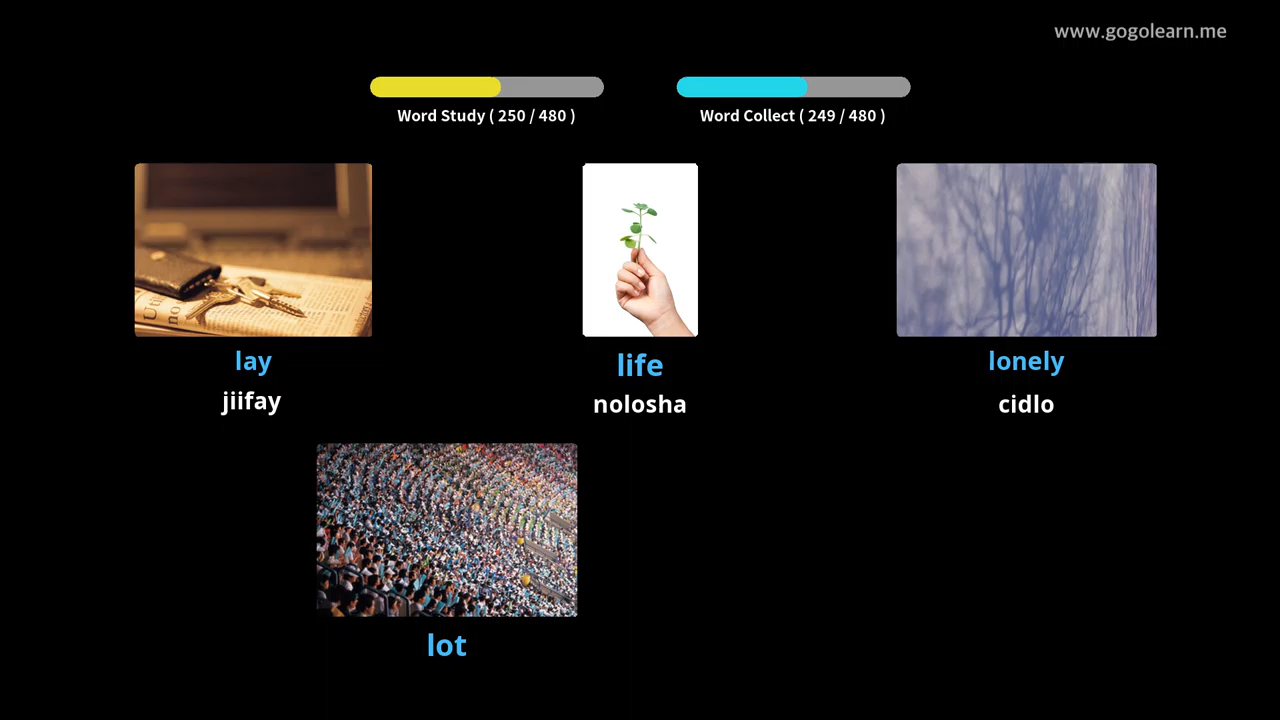 www.gogolearn.me
Word Study ( 250 / 480 )
Word Collect ( 249 / 480 )
lay
jiifay
life
nolosha
lonely
cidlo
lot